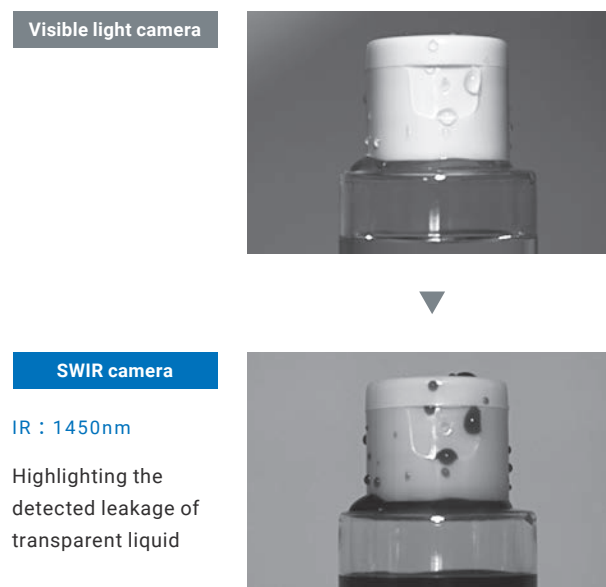 Visible light camera
SWIR camera
IR：1450nm
Highlighting the
detected leakage of
transparent liquid